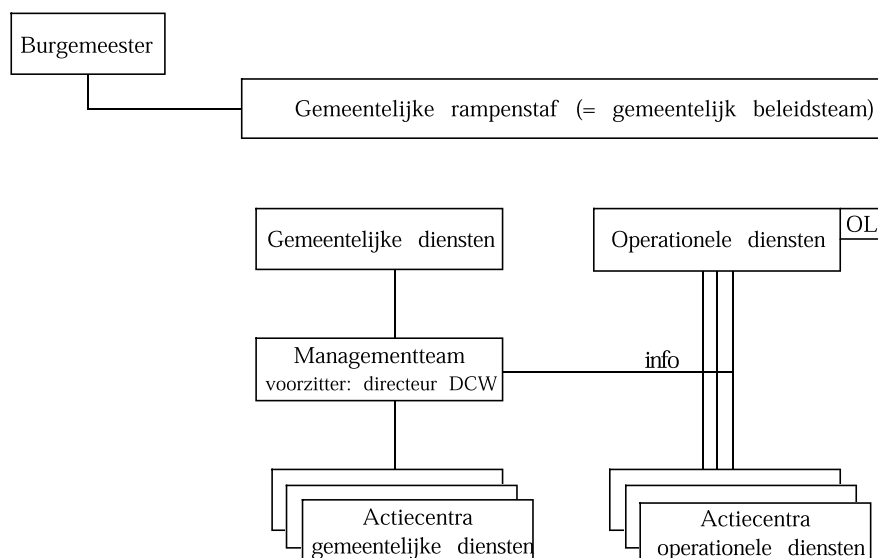 Burgemeester
Gemeentelijke rampenstaf (= gemeentelijk beleidsteam)
Gemeentelijke diensten
Operationele diensten
OL
Managementteam
voorzitter: directeur DCW
info
Actiecentra
gemeentelijke diensten
Actiecentra
operationele diensten